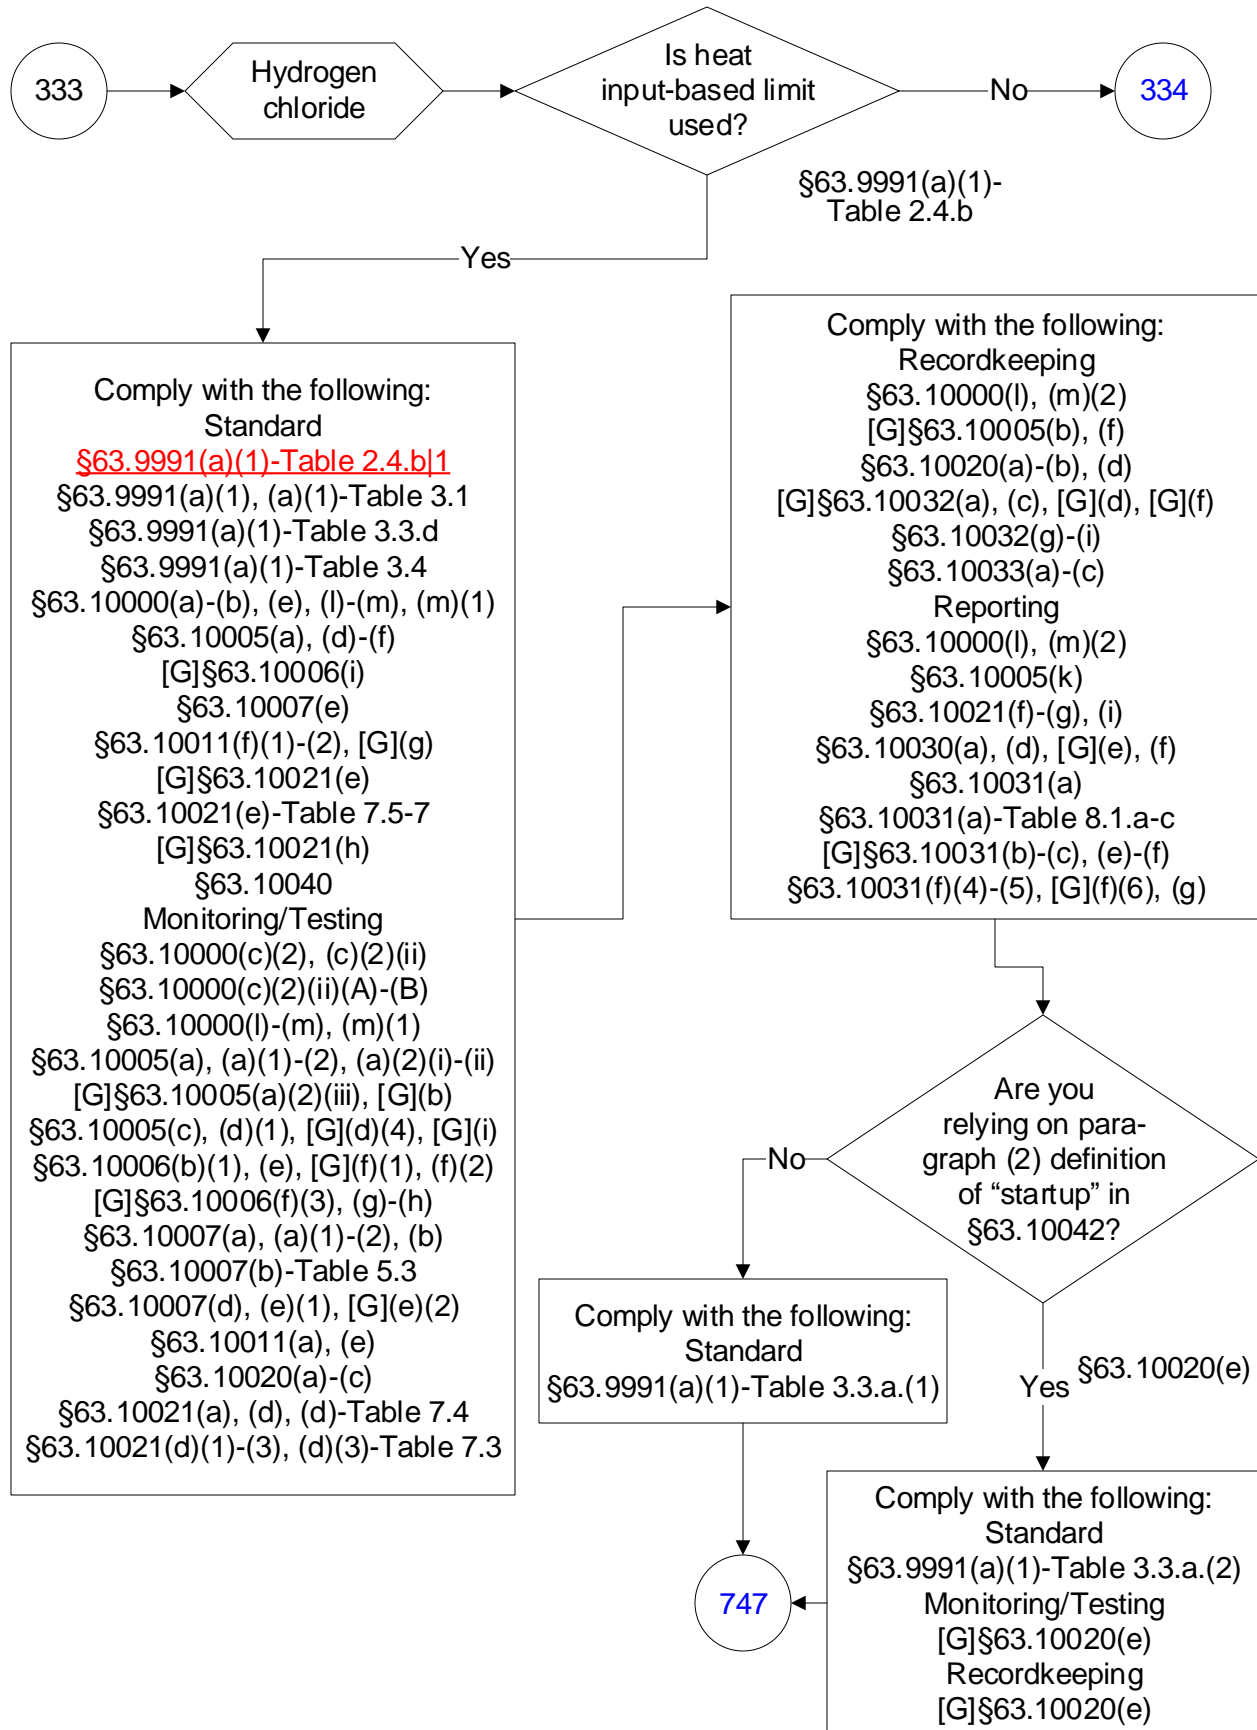 333
Hydrogen
chloride
Is heat
input-based limit
used?
No
334
§63.9991(a)(1)-
Table 2.4.b
Yes
Comply with the following:
Standard
§63.9991(a)(1)-Table 2.4.b|1
§63.9991(a)(1), (a)(1)-Table 3.1
§63.9991(a)(1)-Table 3.3.d
§63.9991(a)(1)-Table 3.4
§63.10000(a)-(b), (e), (l)-(m), (m)(1)
§63.10005(a), (d)-(f)
[G]§63.10006(i)
§63.10007(e)
§63.10011(f)(1)-(2), [G](g)
[G]§63.10021(e)
§63.10021(e)-Table 7.5-7
[G]§63.10021(h)
§63.10040
Monitoring/Testing
§63.10000(c)(2), (c)(2)(ii)
§63.10000(c)(2)(ii)(A)-(B)
§63.10000(l)-(m), (m)(1)
§63.10005(a), (a)(1)-(2), (a)(2)(i)-(ii)
[G]§63.10005(a)(2)(iii), [G](b)
§63.10005(c), (d)(1), [G](d)(4), [G](i)
§63.10006(b)(1), (e), [G](f)(1), (f)(2)
[G]§63.10006(f)(3), (g)-(h)
§63.10007(a), (a)(1)-(2), (b)
§63.10007(b)-Table 5.3
§63.10007(d), (e)(1), [G](e)(2)
§63.10011(a), (e)
§63.10020(a)-(c)
§63.10021(a), (d), (d)-Table 7.4
§63.10021(d)(1)-(3), (d)(3)-Table 7.3
Comply with the following:
Recordkeeping
§63.10000(l), (m)(2)
[G]§63.10005(b), (f)
§63.10020(a)-(b), (d)
[G]§63.10032(a), (c), [G](d), [G](f)
§63.10032(g)-(i)
§63.10033(a)-(c)
Reporting
§63.10000(l), (m)(2)
§63.10005(k)
§63.10021(f)-(g), (i)
§63.10030(a), (d), [G](e), (f)
§63.10031(a)
§63.10031(a)-Table 8.1.a-c
[G]§63.10031(b)-(c), (e)-(f)
§63.10031(f)(4)-(5), [G](f)(6), (g)
Are you
relying on para-
graph (2) definition
of “startup” in
§63.10042?
No
Comply with the following:
Standard
§63.9991(a)(1)-Table 3.3.a.(1)
Yes
§63.10020(e)
Comply with the following:
Standard
§63.9991(a)(1)-Table 3.3.a.(2)
Monitoring/Testing
[G]§63.10020(e)
Recordkeeping
[G]§63.10020(e)
747